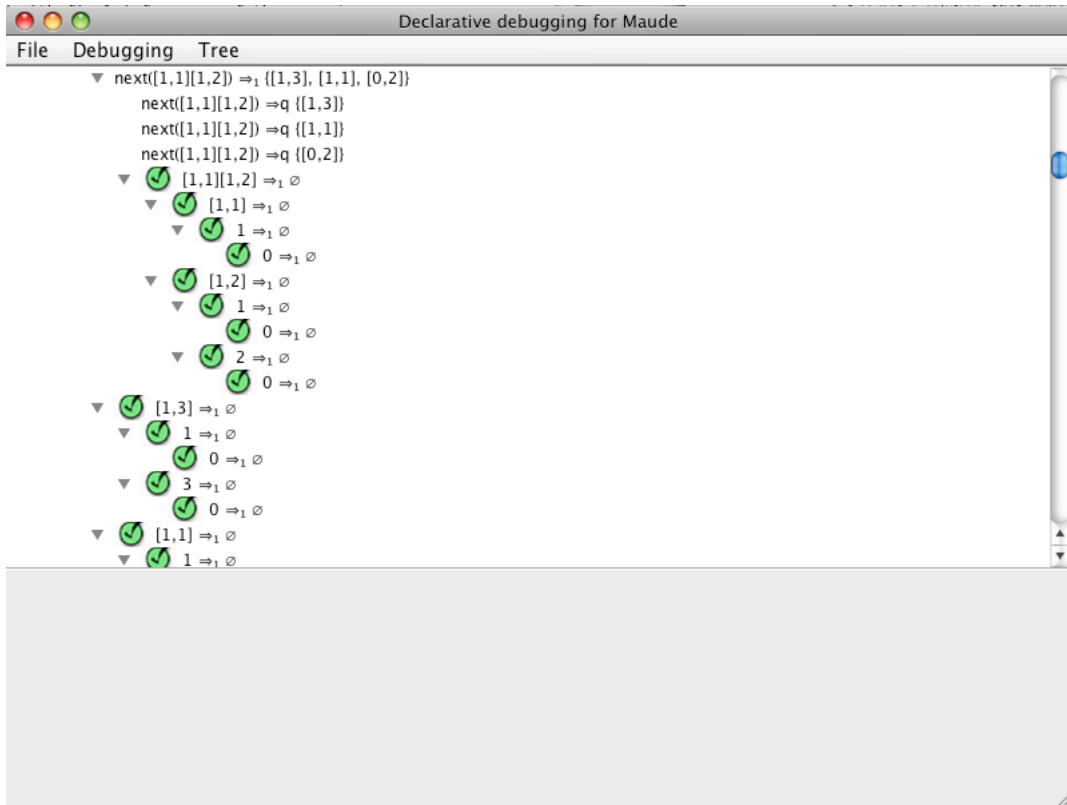 Declarative debugging for Maude
File Debugging Tree
next([1,1][1,2]) ⇒₁ {[1,3], [1,1], [0,2]}
next([1,1][1,2]) ⇒q {[1,3]}
next([1,1][1,2]) ⇒q {[1,1]}
next([1,1][1,2]) ⇒q {[0,2]}
[1,1][1,2] ⇒₁ ∅
[1,1] ⇒₁ ∅
1 ⇒₁ ∅
0 ⇒₁ ∅
[1,2] ⇒₁ ∅
1 ⇒₁ ∅
0 ⇒₁ ∅
2 ⇒₁ ∅
0 ⇒₁ ∅
[1,3] ⇒₁ ∅
1 ⇒₁ ∅
0 ⇒₁ ∅
3 ⇒₁ ∅
0 ⇒₁ ∅
[1,1] ⇒₁ ∅
1 ⇒₁ ∅